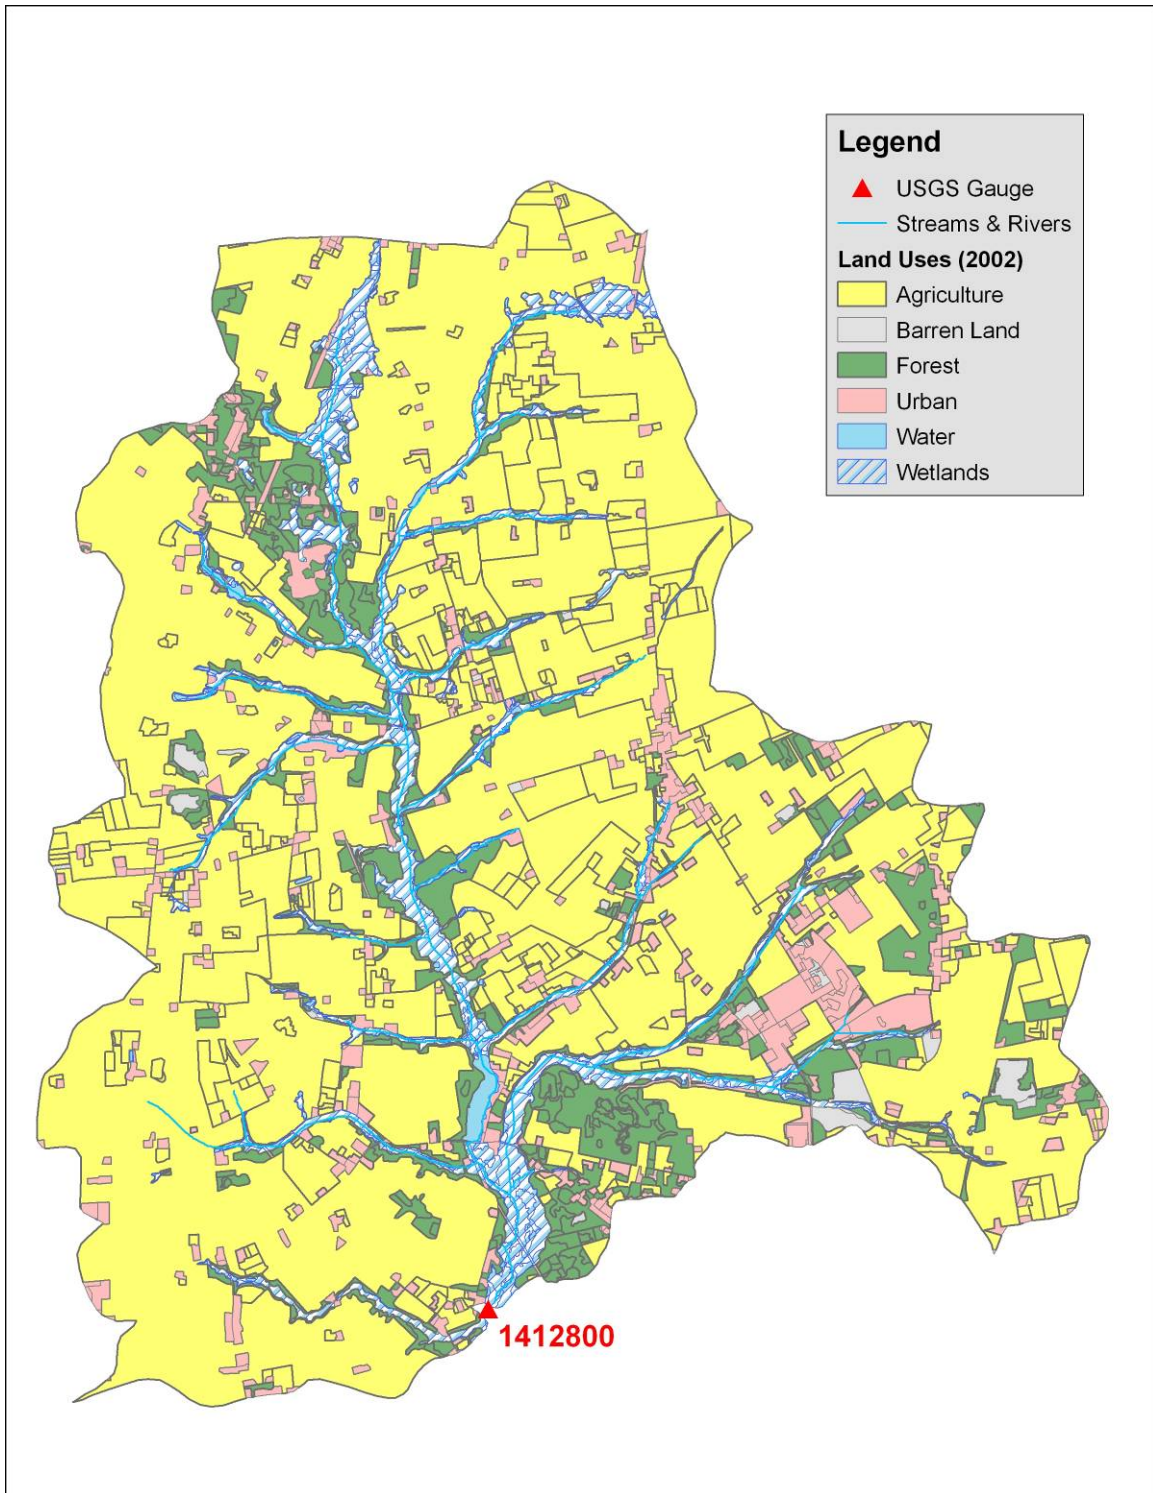 Legend
USGS Gauge
Streams & Rivers
Land Uses (2002)
Agriculture
Barren Land
Forest
Urban
Water
Wetlands
1412800